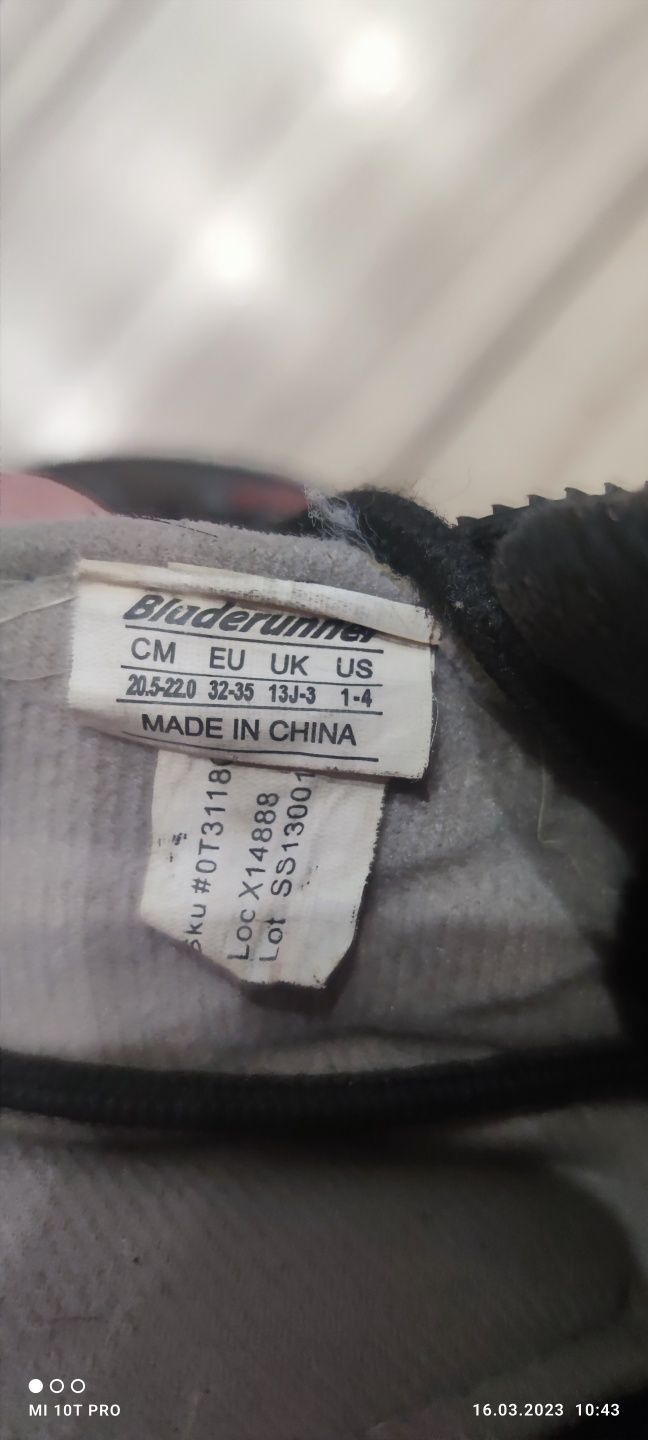 Bladerunner
CM EU UK US
20.5-22.0 32-35 13J-3 1-4
MADE IN CHINA
Sku #0T3118
Loc X14888
Lot SS13001
MI 10T PRO
16.03.2023 10:43